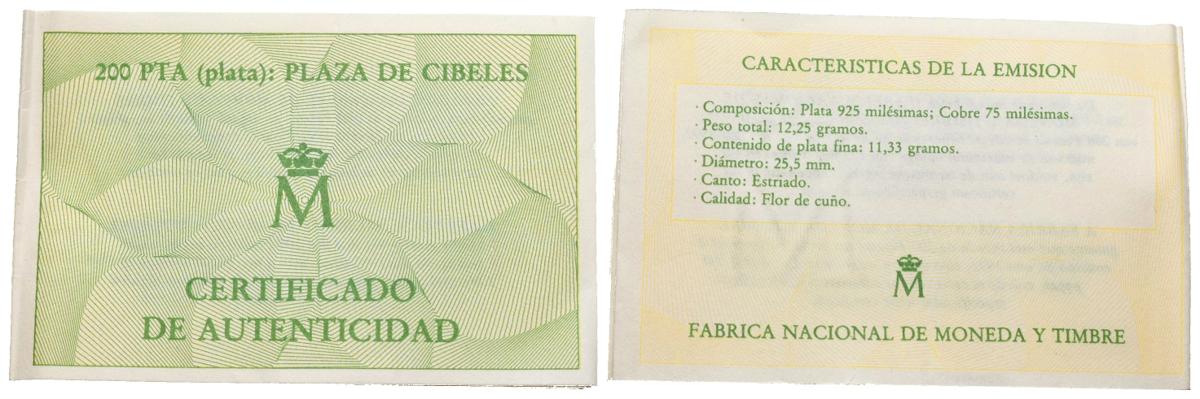 200 PTA (plata): PLAZA DE CIBELES
M
CERTIFICADO
DE AUTENTICIDAD
CARACTERISTICAS DE LA EMISION
· Composición: Plata 925 milésimas; Cobre 75 milésimas.
· Peso total: 12,25 gramos.
· Contenido de plata fina: 11,33 gramos.
· Diámetro: 25,5 mm.
· Canto: Estriado.
· Calidad: Flor de cuño.
M
FABRICA NACIONAL DE MONEDA Y TIMBRE